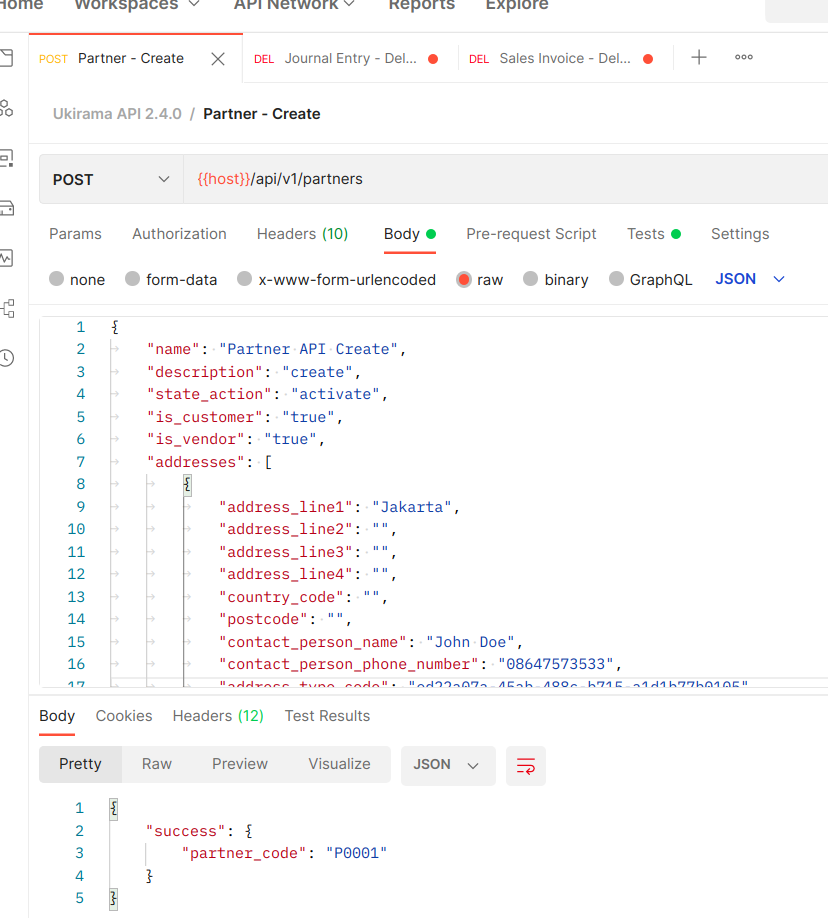 Home Workspaces API Network Reports Explore
POST Partner - Create DEL Journal Entry - Del... DEL Sales Invoice - Del...
Ukirama API 2.4.0 / Partner - Create
POST {{host}}/api/v1/partners
Params Authorization Headers (10) Body Pre-request Script Tests Settings
none form-data x-www-form-urlencoded raw binary GraphQL JSON
1 {
2 "name": "Partner API Create",
3 "description": "create",
4 "state_action": "activate",
5 "is_customer": "true",
6 "is_vendor": "true",
7 "addresses": [
8 {
9 "address_line1": "Jakarta",
10 "address_line2": "",
11 "address_line3": "",
12 "address_line4": "",
13 "country_code": "",
14 "postcode": "",
15 "contact_person_name": "John Doe",
16 "contact_person_phone_number": "08647573533",
17 "address_type_code":
Body Cookies Headers (12) Test Results
Pretty Raw Preview Visualize JSON
1 {
2 "success": {
3 "partner_code": "P0001"
4 }
5 }